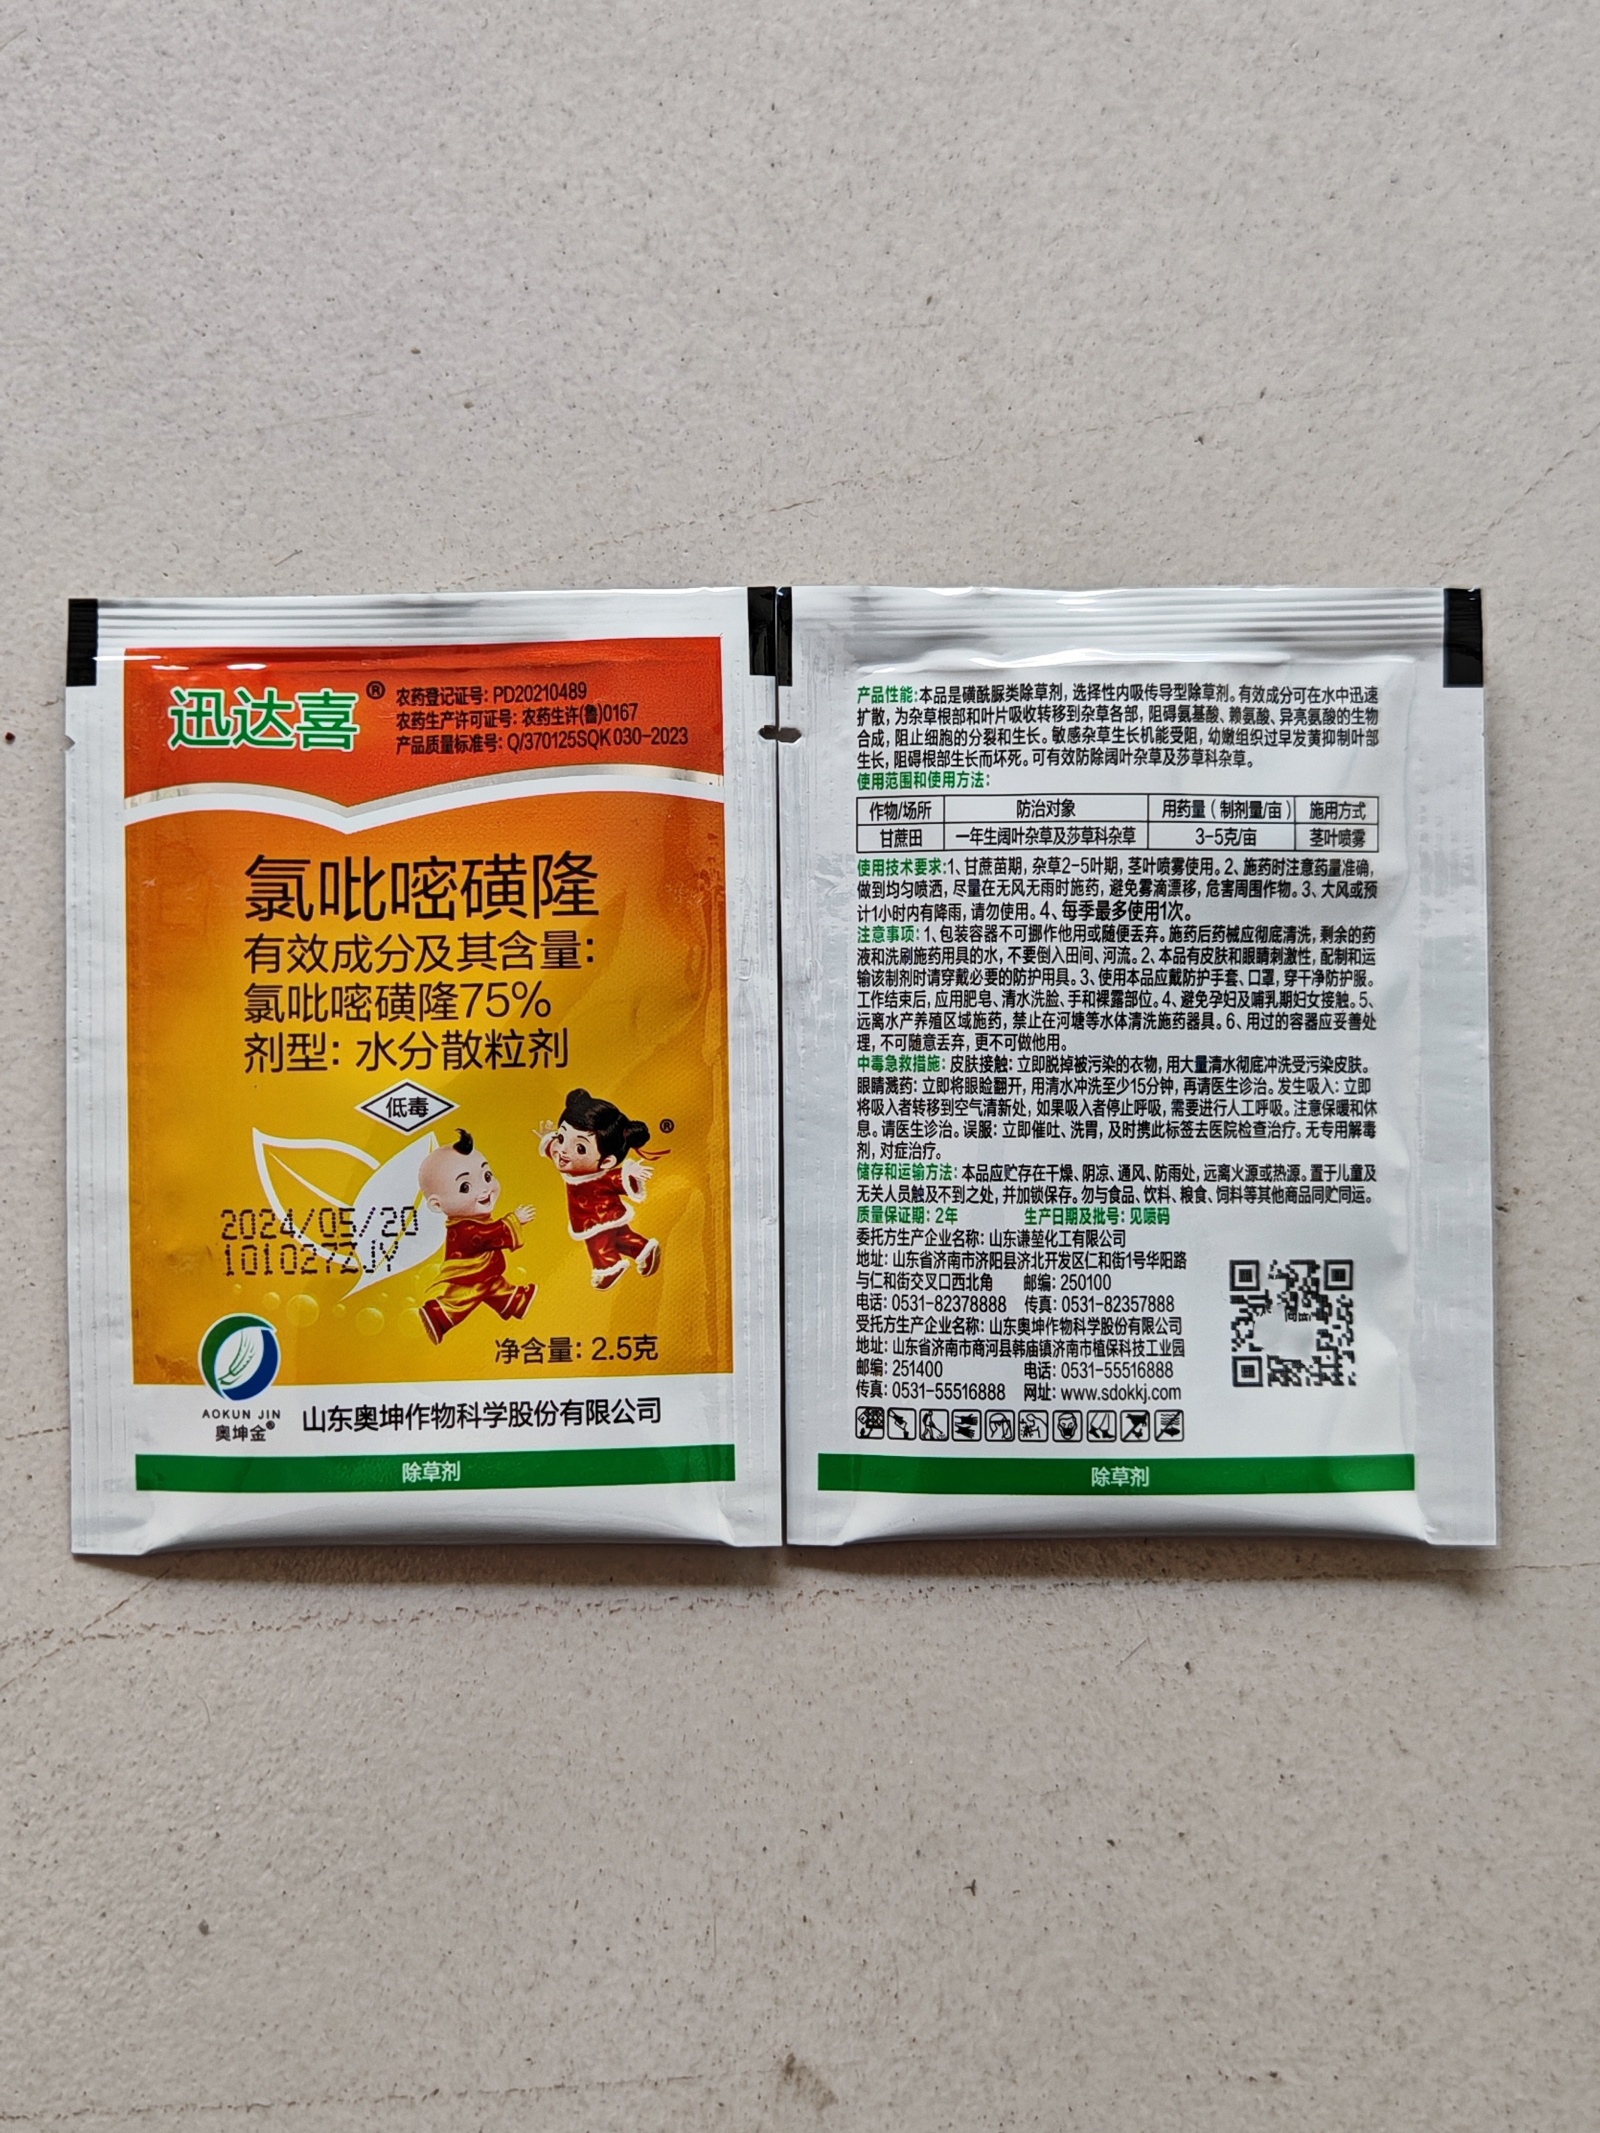 迅达喜®
农药登记证号: PD20210489
农药生产许可证号: 农药生许(鲁)0167
产品质量标准号: Q/370125SQK 030-2023
氯吡嘧磺隆
有效成分及其含量:
氯吡嘧磺隆75%
剂型: 水分散粒剂
低毒
®
2024/05/20
101027ZJY
净含量: 2.5克
AOKUN JIN
奥坤金®
山东奥坤作物科学股份有限公司
除草剂
产品性能: 本品是磺酰脲类除草剂, 选择性内吸传导型除草剂。有效成分可在水中迅速
扩散, 为杂草根部和叶片吸收转移到杂草各部, 阻碍氨基酸、赖氨酸、异亮氨酸的生物
合成, 阻止细胞的分裂和生长。敏感杂草生长机能受阻, 幼嫩组织过早发黄抑制叶部
生长, 阻碍根部生长而坏死。可有效防除阔叶杂草及莎草科杂草。
使用范围和使用方法:
作物/场所 防治对象 用药量 (制剂量/亩) 施用方式
甘蔗田 一年生阔叶杂草及莎草科杂草 3-5克/亩 茎叶喷雾
使用技术要求: 1、甘蔗苗期, 杂草2-5叶期, 茎叶喷雾使用。2、施药时注意药量准确,
做到均匀喷洒, 尽量在无风无雨时施药, 避免雾滴漂移, 危害周围作物。3、大风或预
计1小时内有降雨, 请勿使用。4、每季最多使用1次。
注意事项: 1、包装容器不可挪作他用或随便丢弃。施药后药械应彻底清洗, 剩余的药
液和洗刷施药用具的水, 不要倒入田间、河流。2、本品有皮肤和眼睛刺激性, 配制和运
输该制剂时请穿戴必要的防护用具。3、使用本品应戴防护手套、口罩, 穿干净防护服。
工作结束后, 应用肥皂、清水洗脸、手和裸露部位。4、避免孕妇及哺乳期妇女接触。5、
远离水产养殖区域施药, 禁止在河塘等水体清洗施药器具。6、用过的容器应妥善处
理, 不可随意丢弃, 更不可做他用。
中毒急救措施: 皮肤接触: 立即脱掉被污染的衣物, 用大量清水彻底冲洗受污染皮肤。
眼睛溅药: 立即将眼睑翻开, 用清水冲洗至少15分钟, 再请医生诊治。发生吸入: 立即
将吸入者转移到空气清新处, 如果吸入者停止呼吸, 需要进行人工呼吸。注意保暖和休
息。请医生诊治。误服: 立即催吐、洗胃, 及时携此标签去医院检查治疗。无专用解毒
剂, 对症治疗。
储存和运输方法: 本品应贮存在干燥、阴凉、通风、防雨处, 远离火源或热源。置于儿童及
无关人员触及不到之处, 并加锁保存。勿与食品、饮料、粮食、饲料等其他商品同贮同运。
质量保证期: 2年 生产日期及批号: 见喷码
委托方生产企业名称: 山东谦堃化工有限公司
地址: 山东省济南市济阳县济北开发区仁和街1号华阳路
与仁和街交叉口西北角 邮编: 250100
电话: 0531-82378888 传真: 0531-82357888
受托方生产企业名称: 山东奥坤作物科学股份有限公司
地址: 山东省济南市商河县韩庙镇济南市植保科技工业园
邮编: 251400 电话: 0531-55516888
传真: 0531-55516888 网址: www.sdokkj.com
除草剂